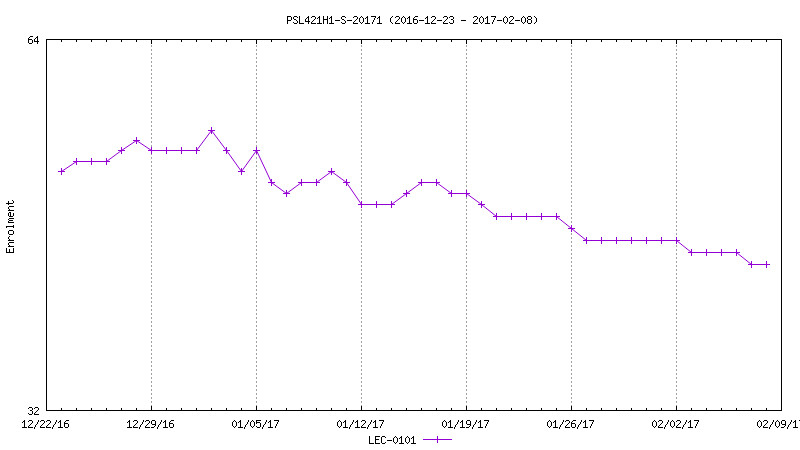 PSL421H1-S-20171 (2016-12-23 - 2017-02-08)
64
Enrolment
32
12/22/16 12/29/16 01/05/17 01/12/17 01/19/17 01/26/17 02/02/17 02/09/1
LEC-0101